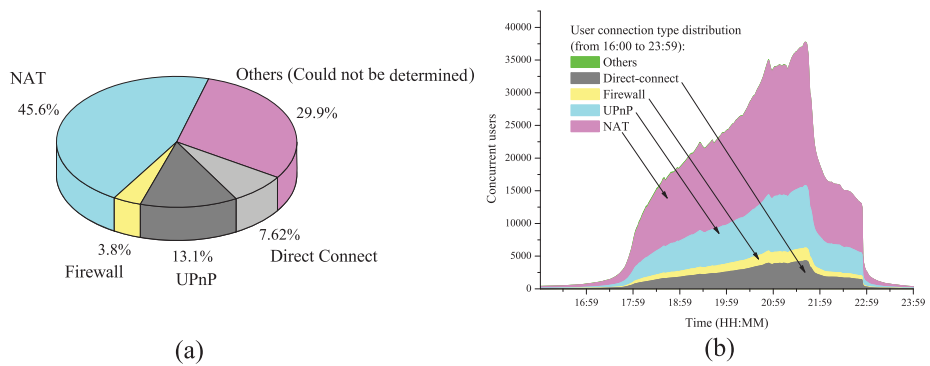 NAT
45.6%
Others (Could not be determined)
29.9%
3.8%
Firewall
13.1%
UPnP
7.62%
Direct Connect
(a)
User connection type distribution
(from 16:00 to 23:59):
Others
Direct-connect
Firewall
UPnP
NAT
40000
35000
30000
25000
20000
15000
10000
5000
0
Concurrent users
16:59 17:59 18:59 19:59 20:59 21:59 22:59 23:59
Time (HH:MM)
(b)